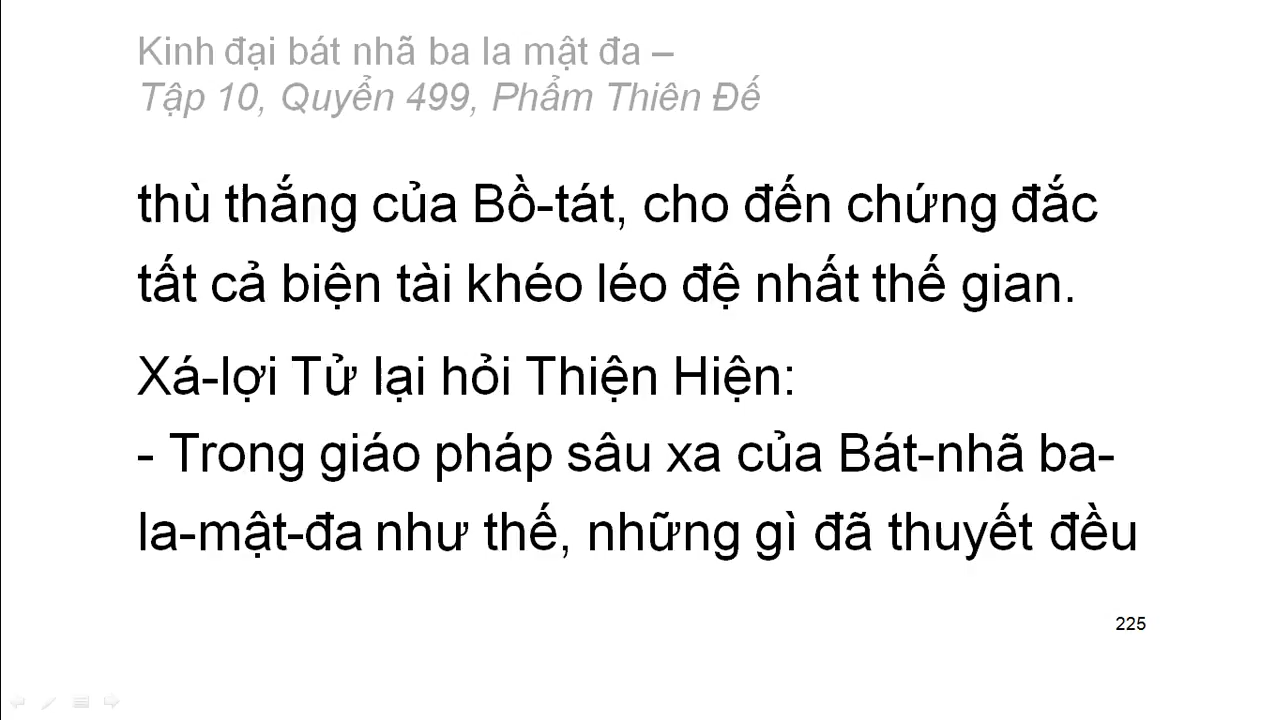 Kinh đại bát nhã ba la mật đa –
Tập 10, Quyển 499, Phẩm Thiên Đế
thù thắng của Bồ-tát, cho đến chứng đắc
tất cả biện tài khéo léo đệ nhất thế gian.
Xá-lợi Tử lại hỏi Thiện Hiện:
- Trong giáo pháp sâu xa của Bát-nhã ba-
la-mật-đa như thế, những gì đã thuyết đều
225